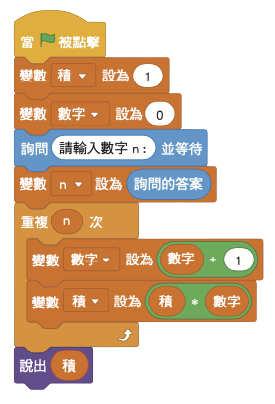 當 被點擊
變數 積 設為 1
變數 數字 設為 0
詢問 請輸入數字 n: 並等待
變數 n 設為 詢問的答案
重複 n 次
變數 數字 設為 數字 + 1
變數 積 設為 積 * 數字
說出 積